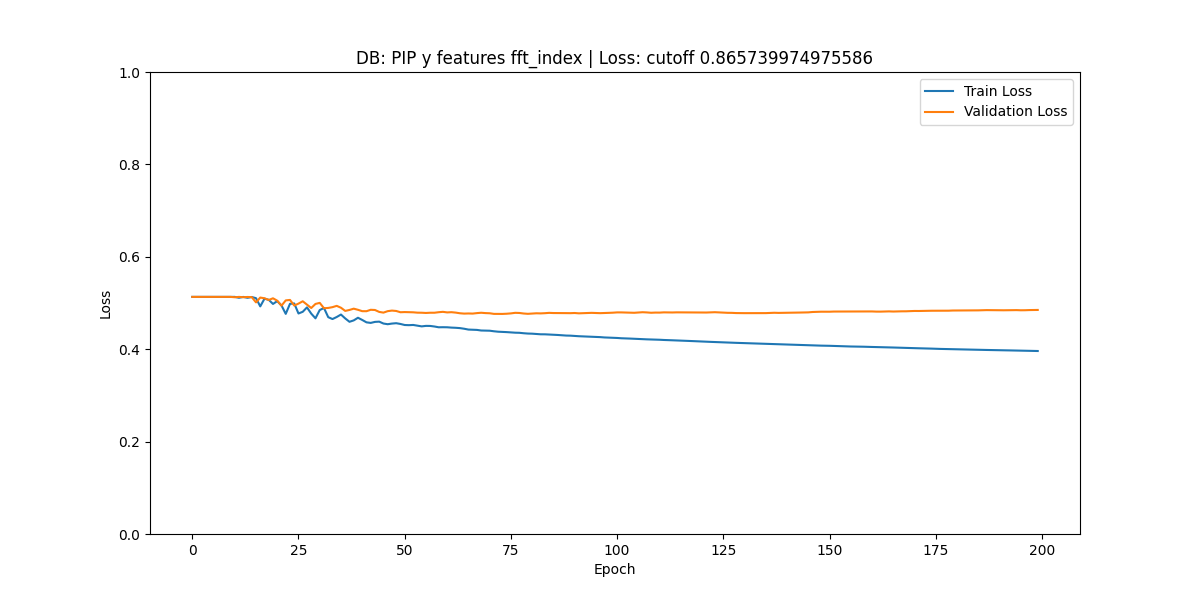 DB: PIP y features fft_index | Loss: cutoff 0.865739974975586
1.0
0.8
0.6
0.4
0.2
0.0
Loss
Train Loss
Validation Loss
0 25 50 75 100 125 150 175 200
Epoch